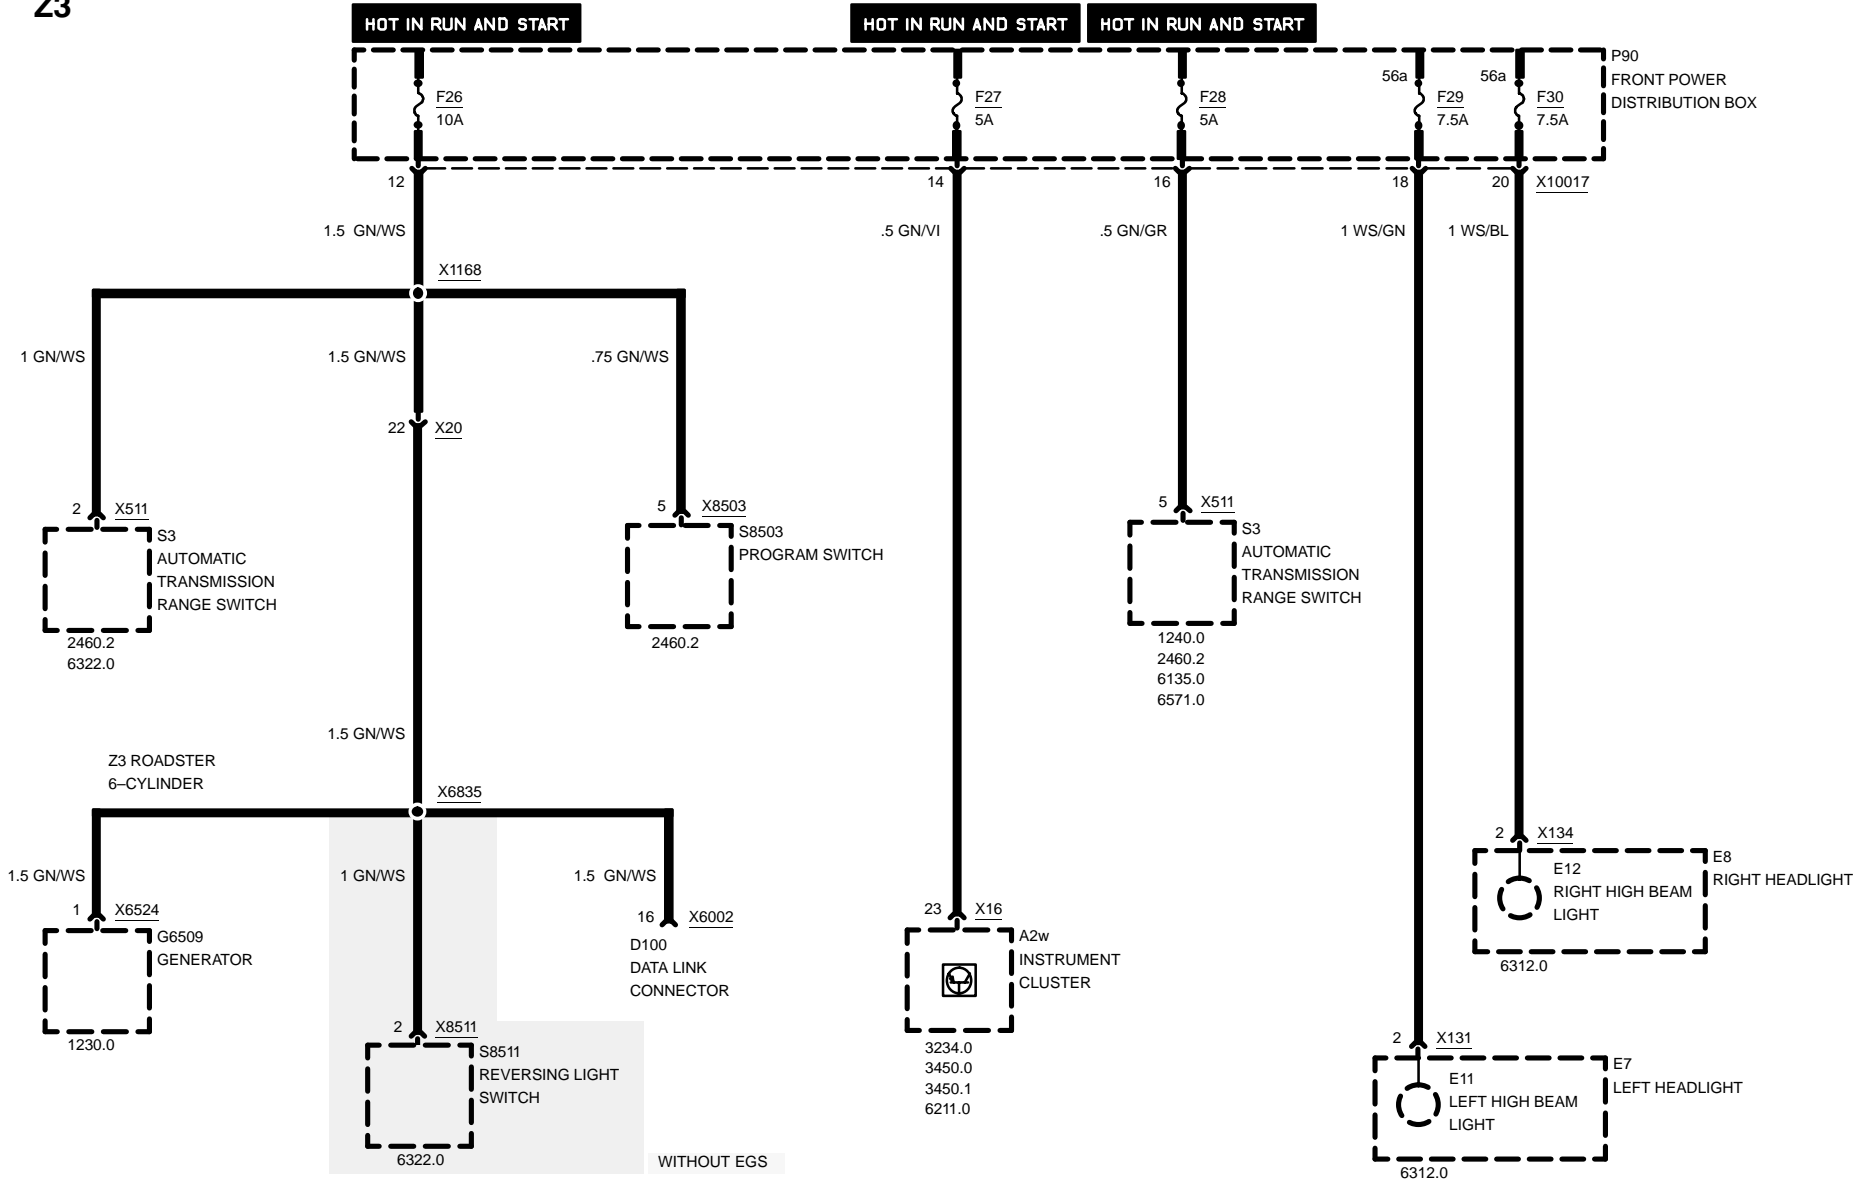 Z3
HOT IN RUN AND START
HOT IN RUN AND START
HOT IN RUN AND START
P90
FRONT POWER
DISTRIBUTION BOX
F26
10A
F27
5A
F28
5A
56a
F29
7.5A
56a
F30
7.5A
12
14
16
18
20
X10017
1.5 GN/WS
.5 GN/VI
.5 GN/GR
1 WS/GN
1 WS/BL
X1168
1 GN/WS
1.5 GN/WS
.75 GN/WS
22
X20
2
X511
S3
AUTOMATIC
TRANSMISSION
RANGE SWITCH
2460.2
6322.0
5
X8503
S8503
PROGRAM SWITCH
2460.2
5
X511
S3
AUTOMATIC
TRANSMISSION
RANGE SWITCH
1240.0
2460.2
6135.0
6571.0
1.5 GN/WS
Z3 ROADSTER
6–CYLINDER
X6835
1.5 GN/WS
1 GN/WS
1.5 GN/WS
1
X6524
G6509
GENERATOR
1230.0
16
X6002
D100
DATA LINK
CONNECTOR
2
X8511
S8511
REVERSING LIGHT
SWITCH
6322.0
WITHOUT EGS
23
X16
A2w
INSTRUMENT
CLUSTER
3234.0
3450.0
3450.1
6211.0
2
X134
E8
RIGHT HEADLIGHT
E12
RIGHT HIGH BEAM
LIGHT
6312.0
2
X131
E7
LEFT HEADLIGHT
E11
LEFT HIGH BEAM
LIGHT
6312.0